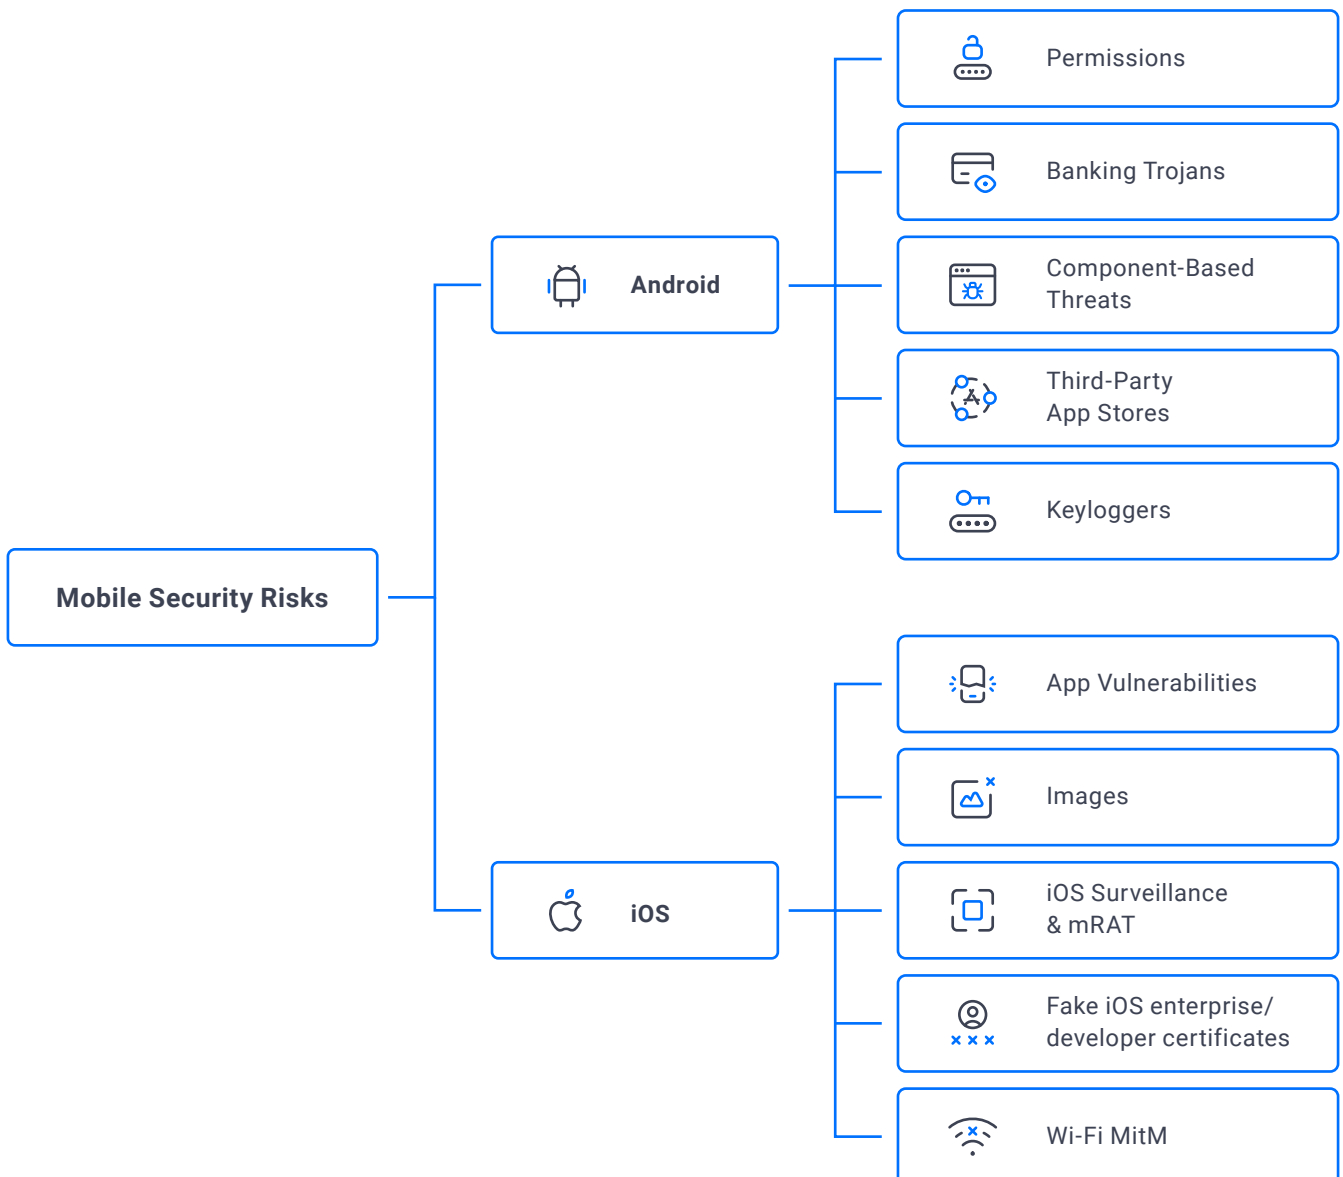 Mobile Security Risks
Android
Permissions
Banking Trojans
Component-Based
Threats
Third-Party
App Stores
Keyloggers
iOS
App Vulnerabilities
Images
iOS Surveillance
& mRAT
Fake iOS enterprise/
developer certificates
Wi-Fi MitM